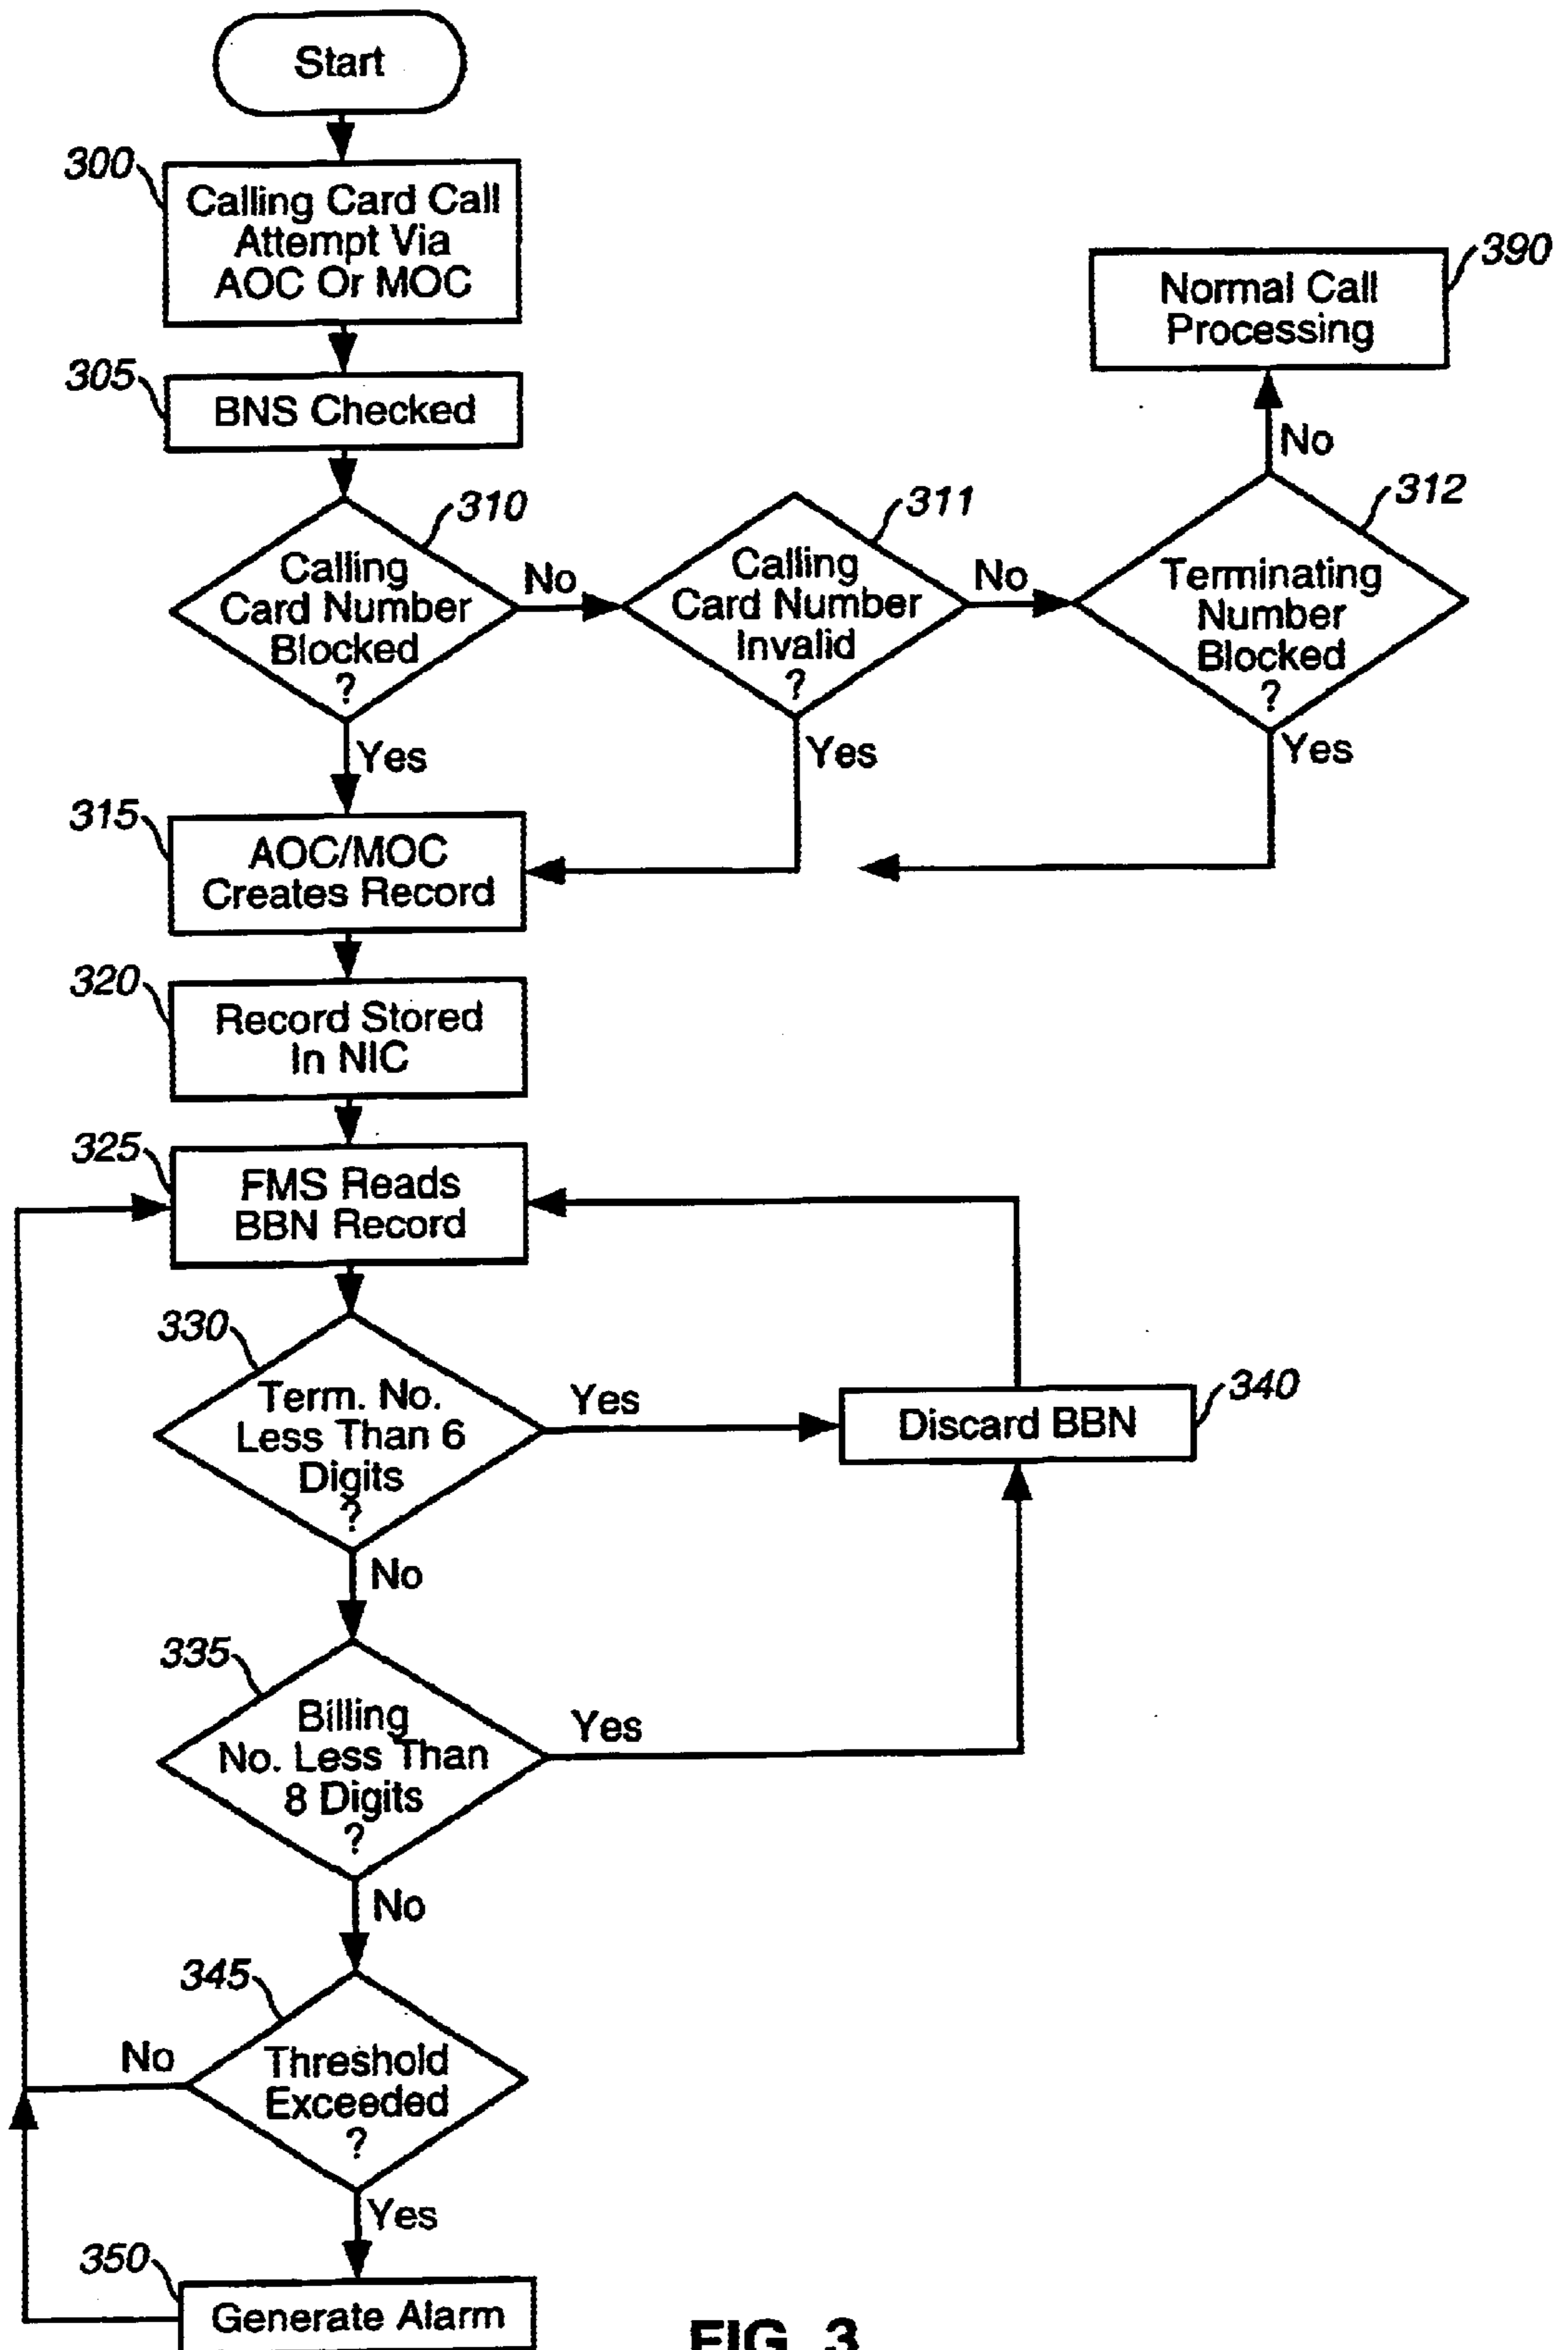 Start
300
Calling Card Call
Attempt Via
AOC Or MOC
305
BNS Checked
310
Calling
Card Number
Blocked
?
No
Yes
311
Calling
Card Number
Invalid
?
No
Yes
312
Terminating
Number
Blocked
?
No
Yes
390
Normal Call
Processing
315
AOC/MOC
Creates Record
320
Record Stored
In NIC
325
FMS Reads
BBN Record
330
Term. No.
Less Than 6
Digits
?
Yes
No
340
Discard BBN
335
Billing
No. Less Than
8 Digits
?
Yes
No
345
Threshold
Exceeded
?
No
Yes
350
Generate Alarm
FIG. 3